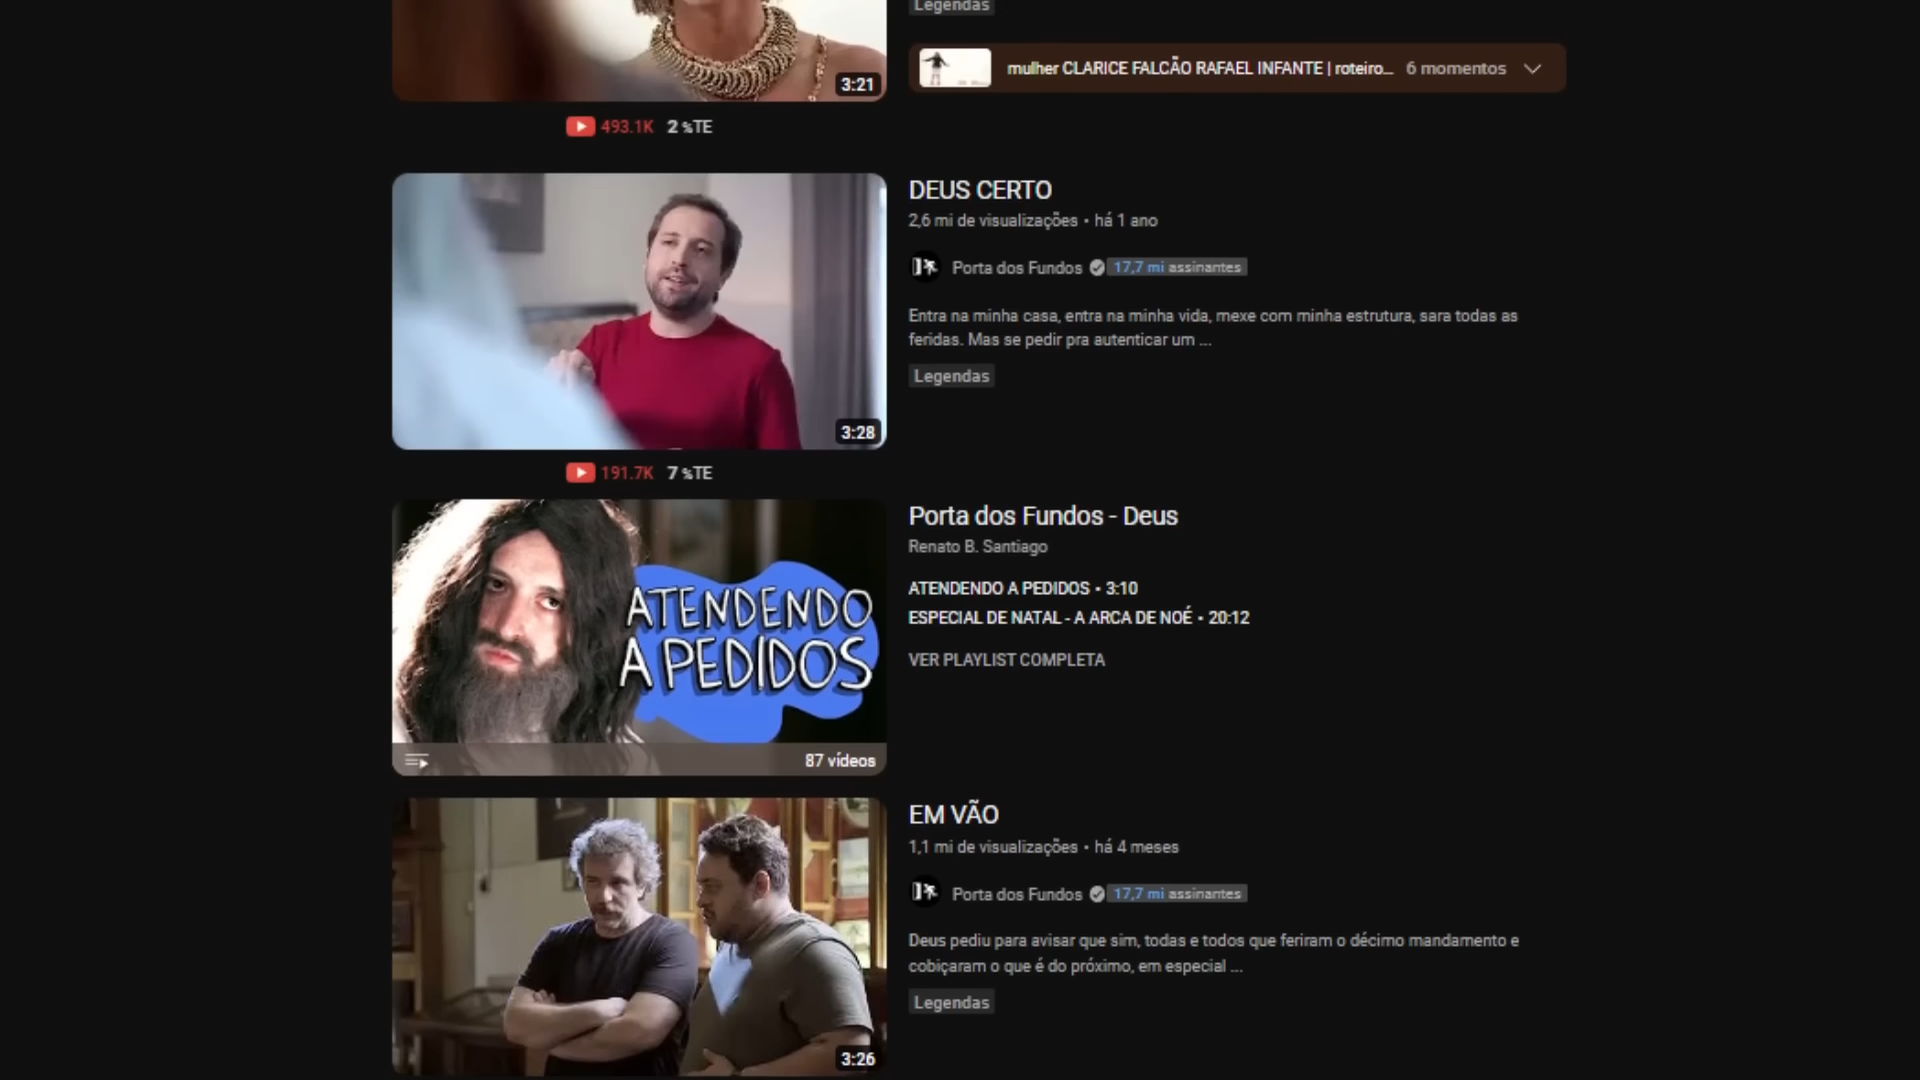 Legendas
3:21
mulher CLARICE FALCÃO RAFAEL INFANTE | roteiro... 6 momentos
493.1K 2 %TE
3:28
DEUS CERTO
2,6 mi de visualizações • há 1 ano
Porta dos Fundos 17,7 mi assinantes
Entra na minha casa, entra na minha vida, mexe com minha estrutura, sara todas as
feridas. Mas se pedir pra autenticar um ...
Legendas
191.7K 7 %TE
ATENDENDO
A PEDIDOS
87 vídeos
Porta dos Fundos - Deus
Renato B. Santiago
ATENDENDO A PEDIDOS • 3:10
ESPECIAL DE NATAL - A ARCA DE NOÉ • 20:12
VER PLAYLIST COMPLETA
3:26
EM VÃO
1,1 mi de visualizações • há 4 meses
Porta dos Fundos 17,7 mi assinantes
Deus pediu para avisar que sim, todas e todos que feriram o décimo mandamento e
cobiçaram o que é do próximo, em especial ...
Legendas